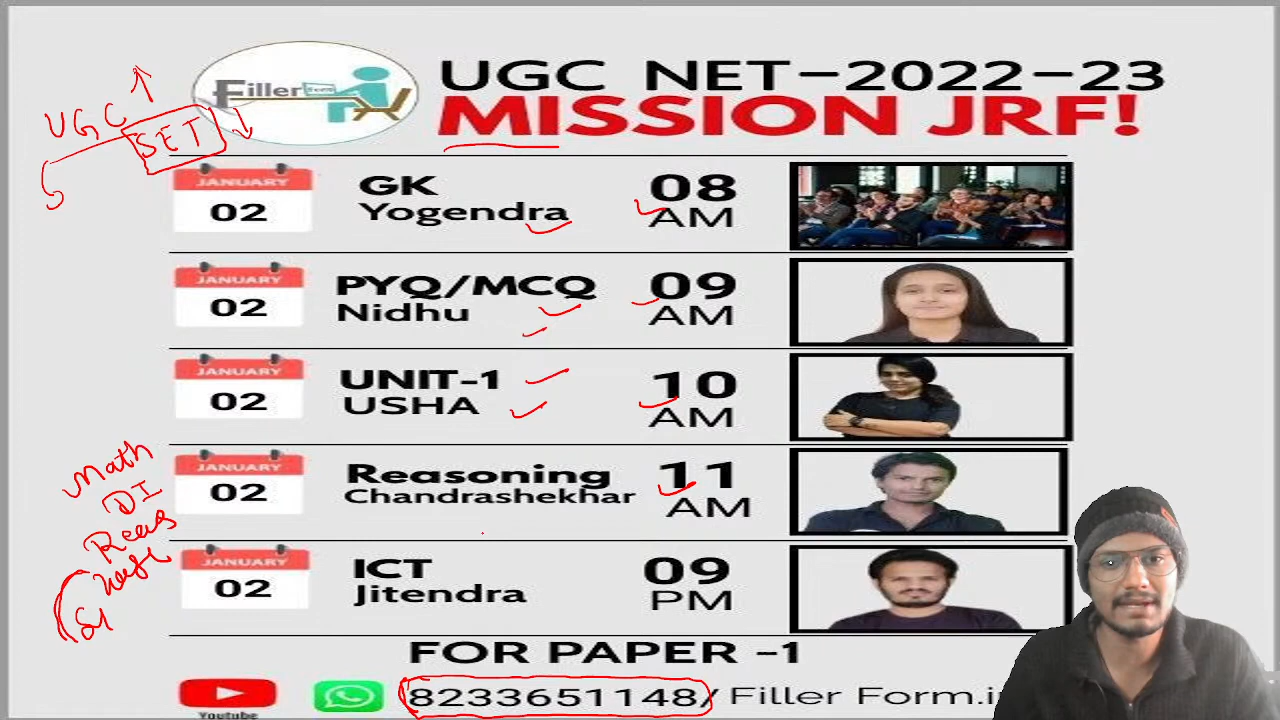 UGC NET-2022-23
Filler Form
MISSION JRF!
UGC
SET
JANUARY
02
GK
Yogendra
08
AM
JANUARY
02
PYQ/MCQ
Nidhu
09
AM
JANUARY
02
UNIT-1
USHA
10
AM
Math
DI
Reas
JANUARY
02
Reasoning
Chandrashekhar
11
AM
JANUARY
02
ICT
Jitendra
09
PM
FOR PAPER -1
Youtube
8233651148/ Filler Form.i